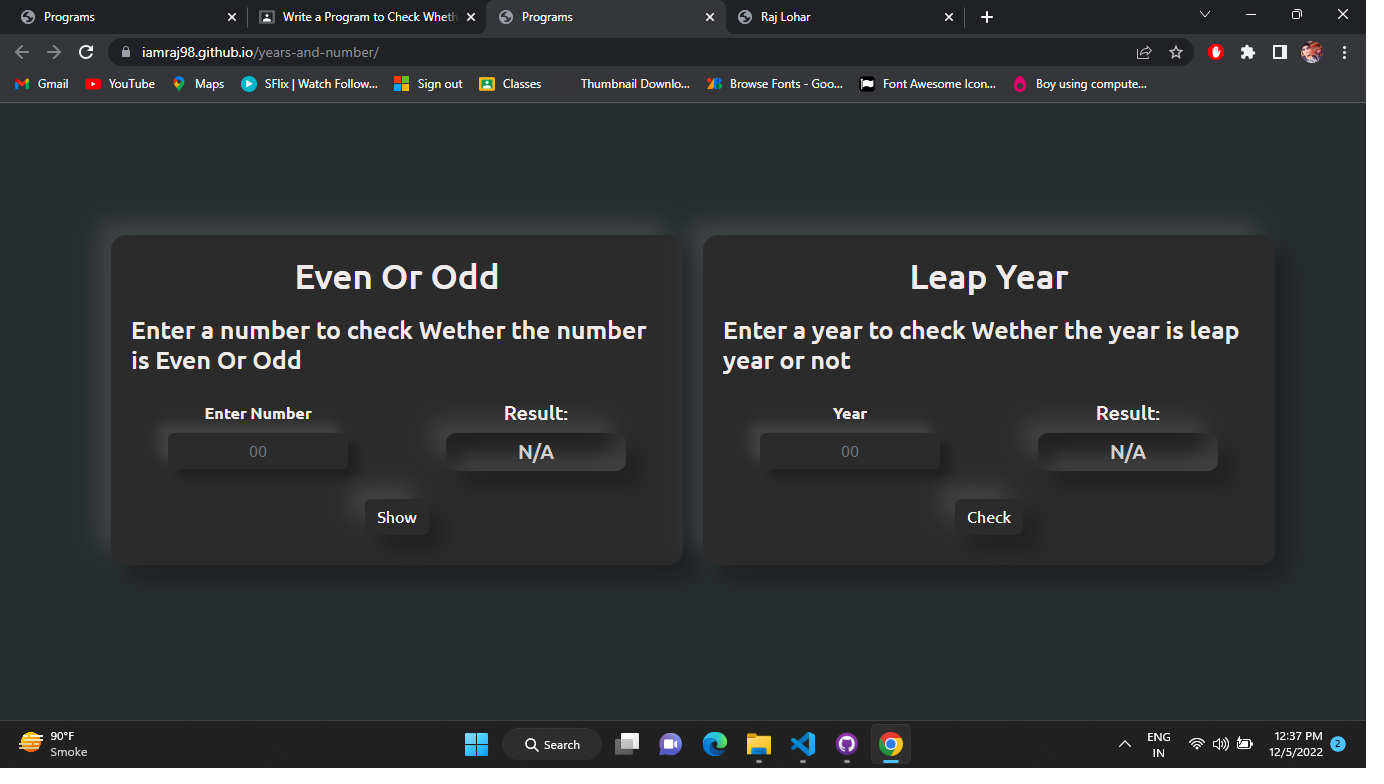 Programs
Write a Program to Check Wheth
Programs
Raj Lohar
iamraj98.github.io/years-and-number/
Gmail
YouTube
Maps
SFlix | Watch Follow...
Sign out
Classes
Thumbnail Downlo...
Browse Fonts - Goo...
Font Awesome Icon...
Boy using compute...
Even Or Odd
Enter a number to check Wether the number
is Even Or Odd
Enter Number
Result:
00
N/A
Show
Leap Year
Enter a year to check Wether the year is leap
year or not
Year
Result:
00
N/A
Check
90°F
Smoke
Search
ENG
IN
12:37 PM
12/5/2022
2